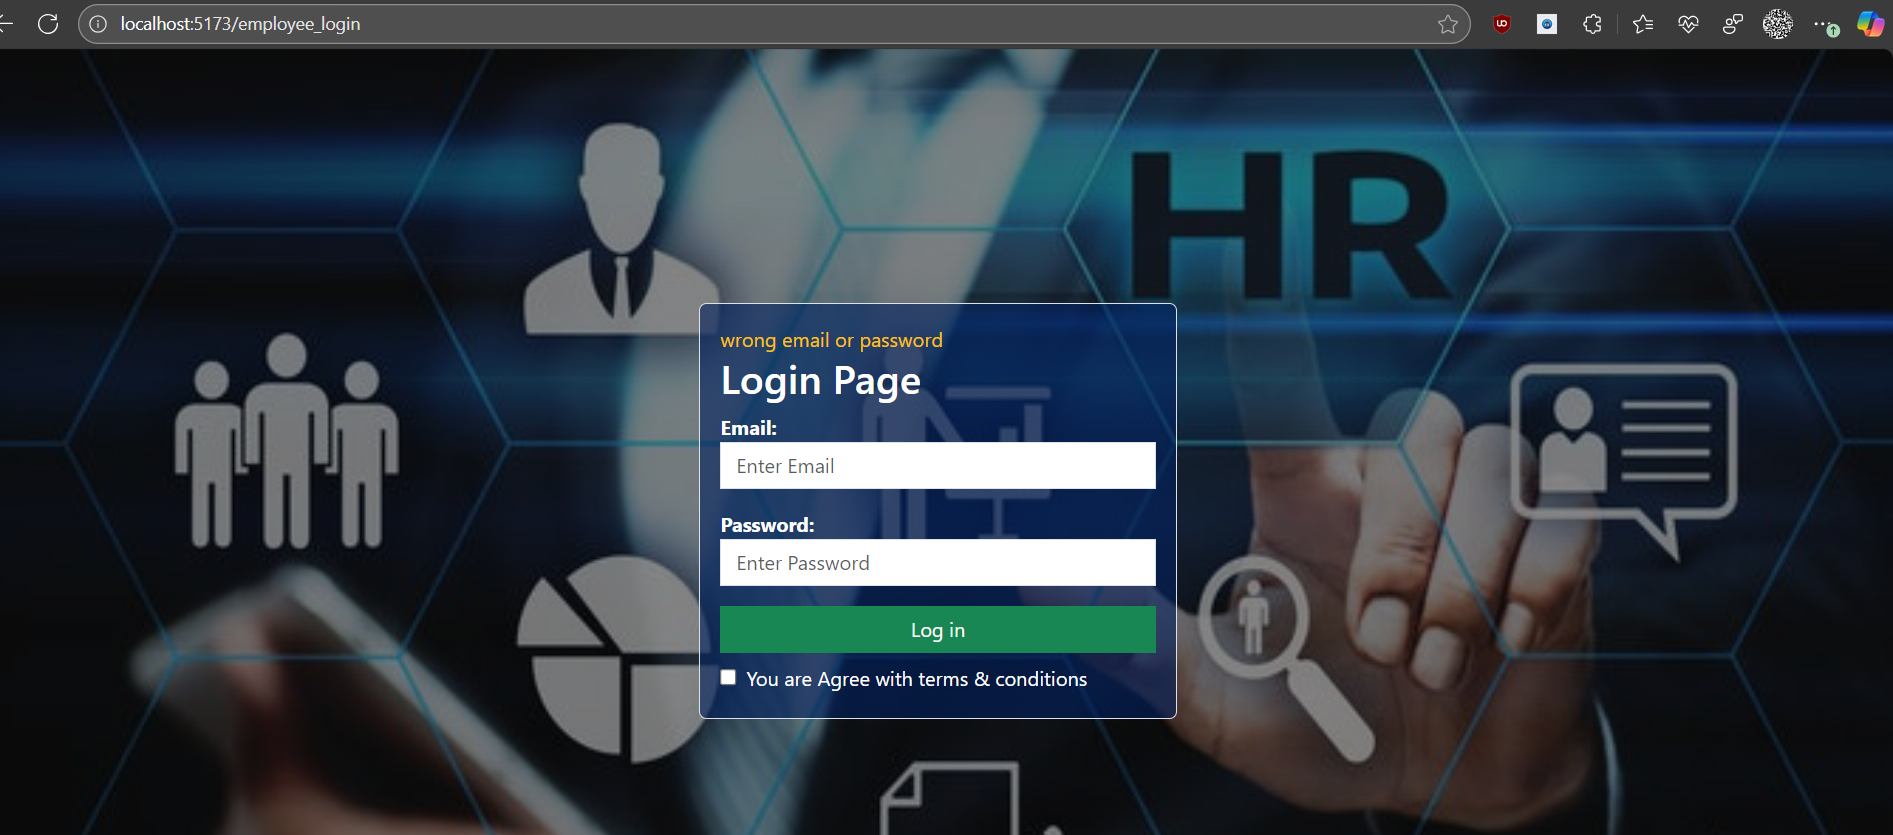 localhost:5173/employee_login
HR
wrong email or password
Login Page
Email:
Enter Email
Password:
Enter Password
Log in
You are Agree with terms & conditions